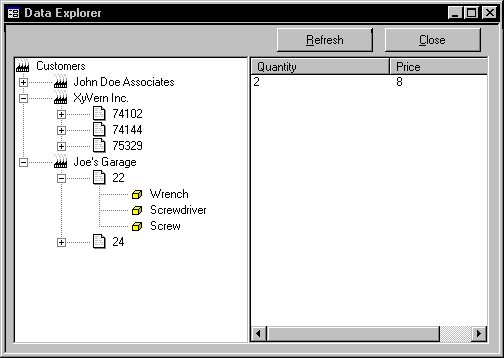 Data Explorer
Refresh Close
Customers
John Doe Associates
XyVern Inc.
74102
74144
75329
Joe's Garage
22
Wrench
Screwdriver
Screw
24
Quantity Price
2 8